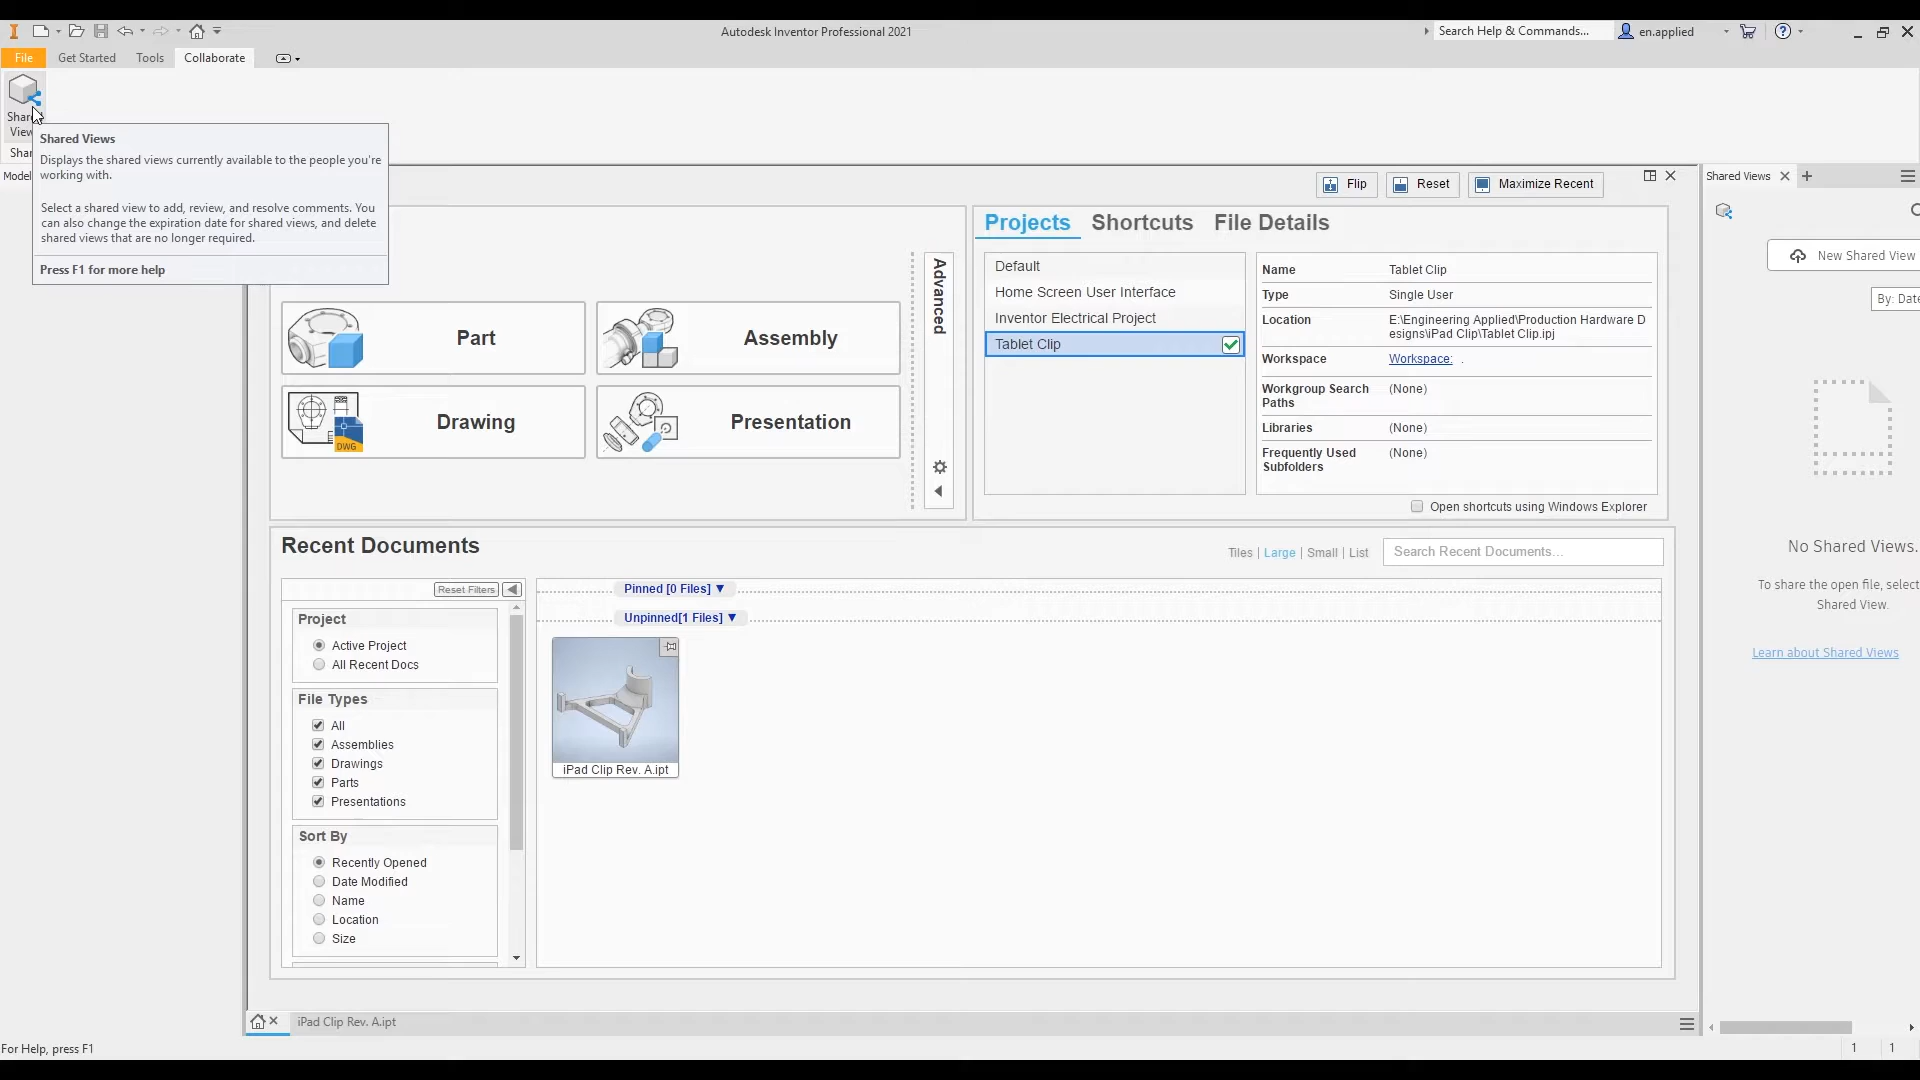 Autodesk Inventor Professional 2021
Search Help & Commands...
en.applied
File
Get Started
Tools
Collaborate
Shared Views
Displays the shared views currently available to the people you're
working with.
Select a shared view to add, review, and resolve comments. You
can also change the expiration date for shared views, and delete
shared views that are no longer required.
Press F1 for more help
Model
Flip
Reset
Maximize Recent
Part
Assembly
Drawing
DWG
Presentation
Advanced
Projects
Shortcuts
File Details
Default
Home Screen User Interface
Inventor Electrical Project
Tablet Clip
Name Tablet Clip
Type Single User
Location E:\Engineering Applied\Production Hardware D
esigns\iPad Clip\Tablet Clip.ipj
Workspace Workspace: .
Workgroup Search (None)
Paths
Libraries (None)
Frequently Used (None)
Subfolders
Open shortcuts using Windows Explorer
Recent Documents
Tiles | Large | Small | List
Search Recent Documents...
Reset Filters
Project
Active Project
All Recent Docs
File Types
All
Assemblies
Drawings
Parts
Presentations
Sort By
Recently Opened
Date Modified
Name
Location
Size
Pinned [0 Files]
Unpinned[1 Files]
iPad Clip Rev. A.ipt
Shared Views
New Shared View
By: Date
No Shared Views.
To share the open file, select
Shared View.
Learn about Shared Views
iPad Clip Rev. A.ipt
For Help, press F1
1 1